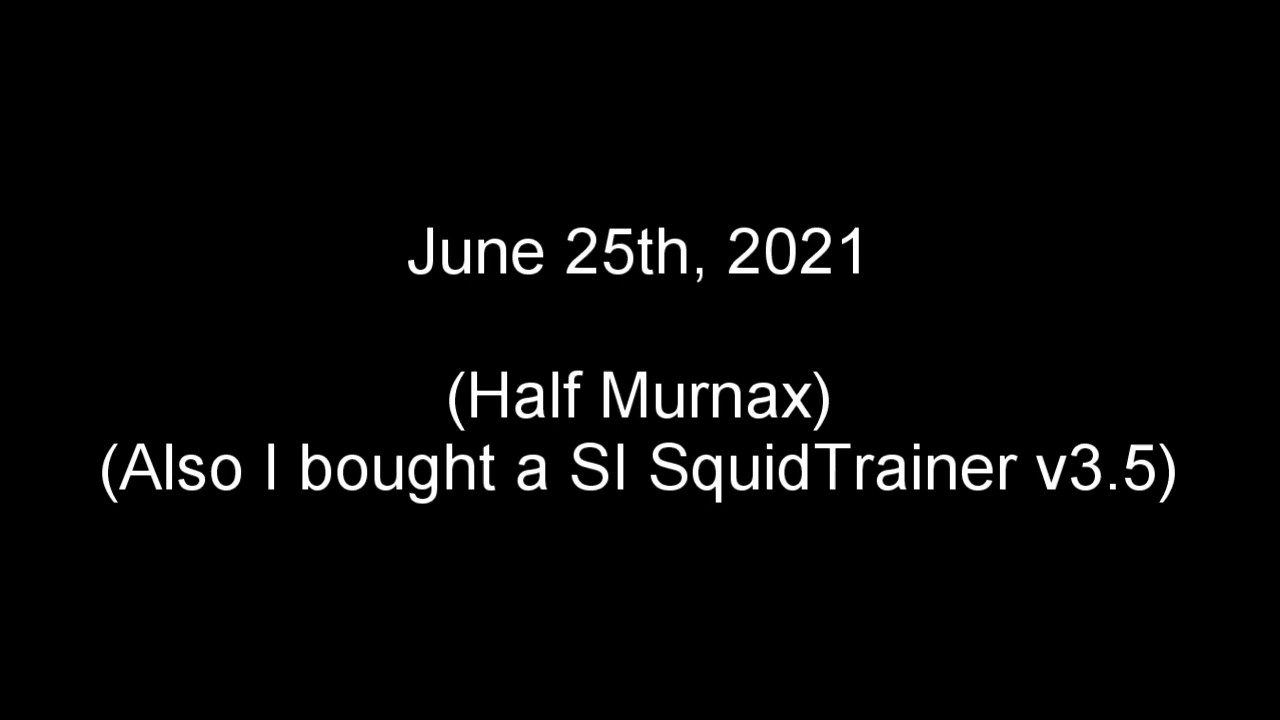 June 25th, 2021
(Half Murnax)
(Also I bought a SI SquidTrainer v3.5)